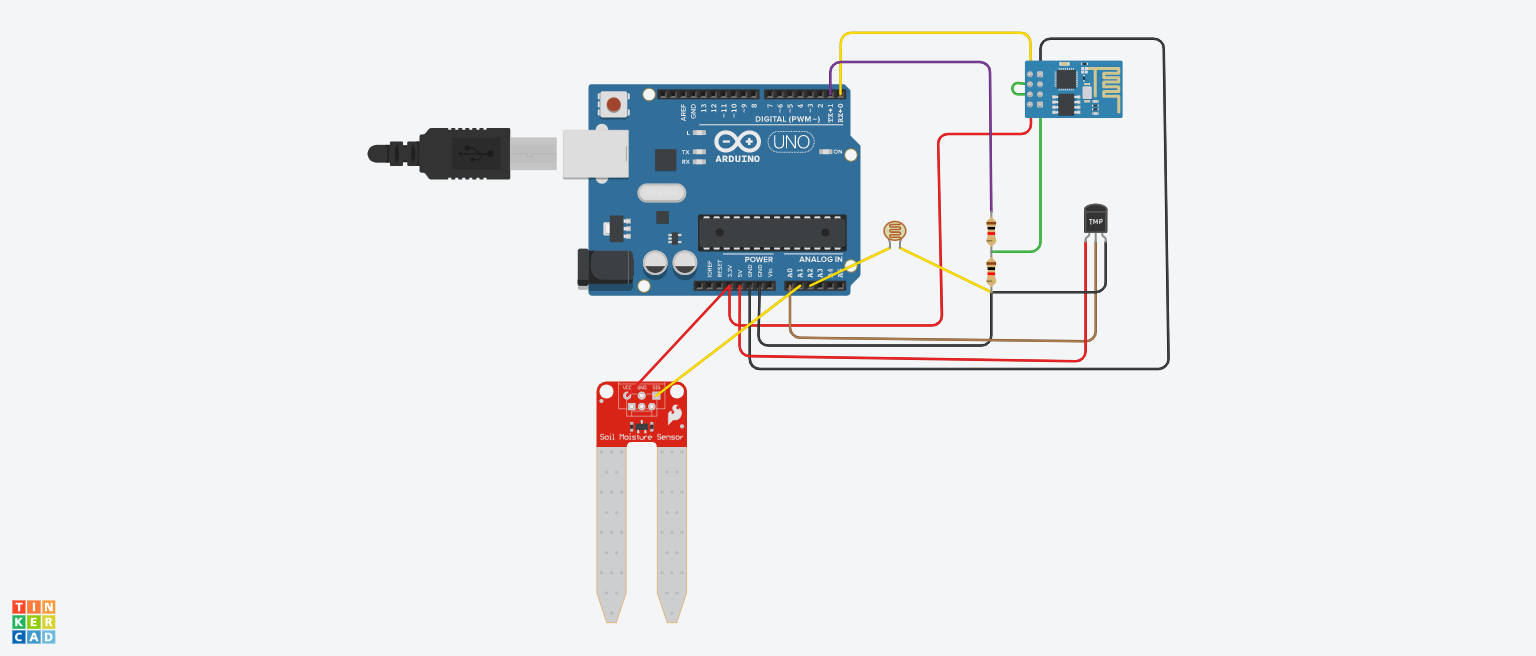 AREF
GND
13
12
~11
~10
~9
8
7
~6
~5
4
~3
2
TX→1
RX←0
DIGITAL (PWM~)
L
TX
RX
ARDUINO
UNO
ON
POWER
ANALOG IN
IOREF
RESET
3.3V
5V
GND
GND
Vin
A0
A1
A2
A3
A4
TMP
VCC
GND
SIG
Soil Moisture Sensor
TIN
KER
CAD